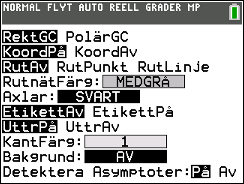 NORMAL FLYT AUTO REELL GRADER MP
RektGC PolärGC
KoordPå KoordAv
RutAv RutPunkt RutLinje
RutnätFärg: MEDGRÅ
Axlar: SVART
EtikettAv EtikettPå
UttrPå UttrAv
KantFärg: 1
Bakgrund: AV
Detektera Asymptoter: På Av